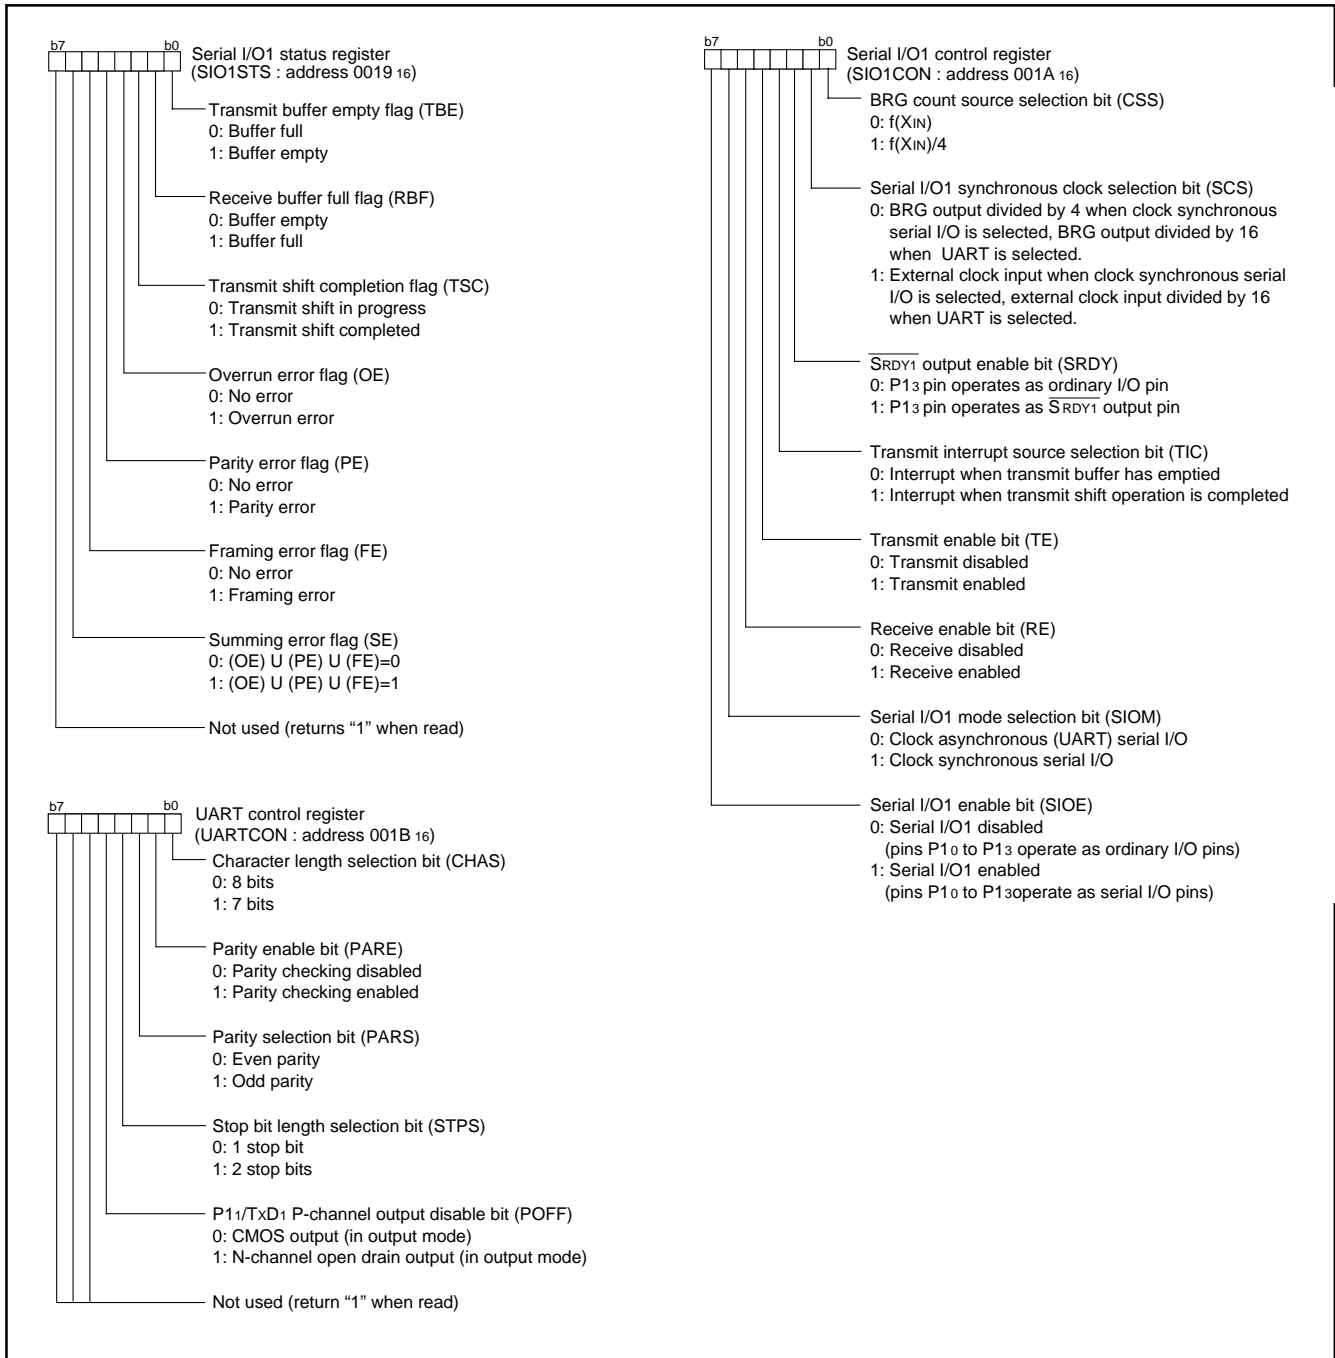 b7 b0 Serial I/O1 status register
(SIO1STS : address 0019 16)
Transmit buffer empty flag (TBE)
0: Buffer full
1: Buffer empty
Receive buffer full flag (RBF)
0: Buffer empty
1: Buffer full
Transmit shift completion flag (TSC)
0: Transmit shift in progress
1: Transmit shift completed
Overrun error flag (OE)
0: No error
1: Overrun error
Parity error flag (PE)
0: No error
1: Parity error
Framing error flag (FE)
0: No error
1: Framing error
Summing error flag (SE)
0: (OE) U (PE) U (FE)=0
1: (OE) U (PE) U (FE)=1
Not used (returns “1” when read)
b7 b0 UART control register
(UARTCON : address 001B 16)
Character length selection bit (CHAS)
0: 8 bits
1: 7 bits
Parity enable bit (PARE)
0: Parity checking disabled
1: Parity checking enabled
Parity selection bit (PARS)
0: Even parity
1: Odd parity
Stop bit length selection bit (STPS)
0: 1 stop bit
1: 2 stop bits
P11/TxD1 P-channel output disable bit (POFF)
0: CMOS output (in output mode)
1: N-channel open drain output (in output mode)
Not used (return “1” when read)
b7 b0 Serial I/O1 control register
(SIO1CON : address 001A 16)
BRG count source selection bit (CSS)
0: f(XIN)
1: f(XIN)/4
Serial I/O1 synchronous clock selection bit (SCS)
0: BRG output divided by 4 when clock synchronous
serial I/O is selected, BRG output divided by 16
when UART is selected.
1: External clock input when clock synchronous serial
I/O is selected, external clock input divided by 16
when UART is selected.
SRDY1 output enable bit (SRDY)
0: P13 pin operates as ordinary I/O pin
1: P13 pin operates as SRDY1 output pin
Transmit interrupt source selection bit (TIC)
0: Interrupt when transmit buffer has emptied
1: Interrupt when transmit shift operation is completed
Transmit enable bit (TE)
0: Transmit disabled
1: Transmit enabled
Receive enable bit (RE)
0: Receive disabled
1: Receive enabled
Serial I/O1 mode selection bit (SIOM)
0: Clock asynchronous (UART) serial I/O
1: Clock synchronous serial I/O
Serial I/O1 enable bit (SIOE)
0: Serial I/O1 disabled
(pins P10 to P13 operate as ordinary I/O pins)
1: Serial I/O1 enabled
(pins P10 to P13operate as serial I/O pins)